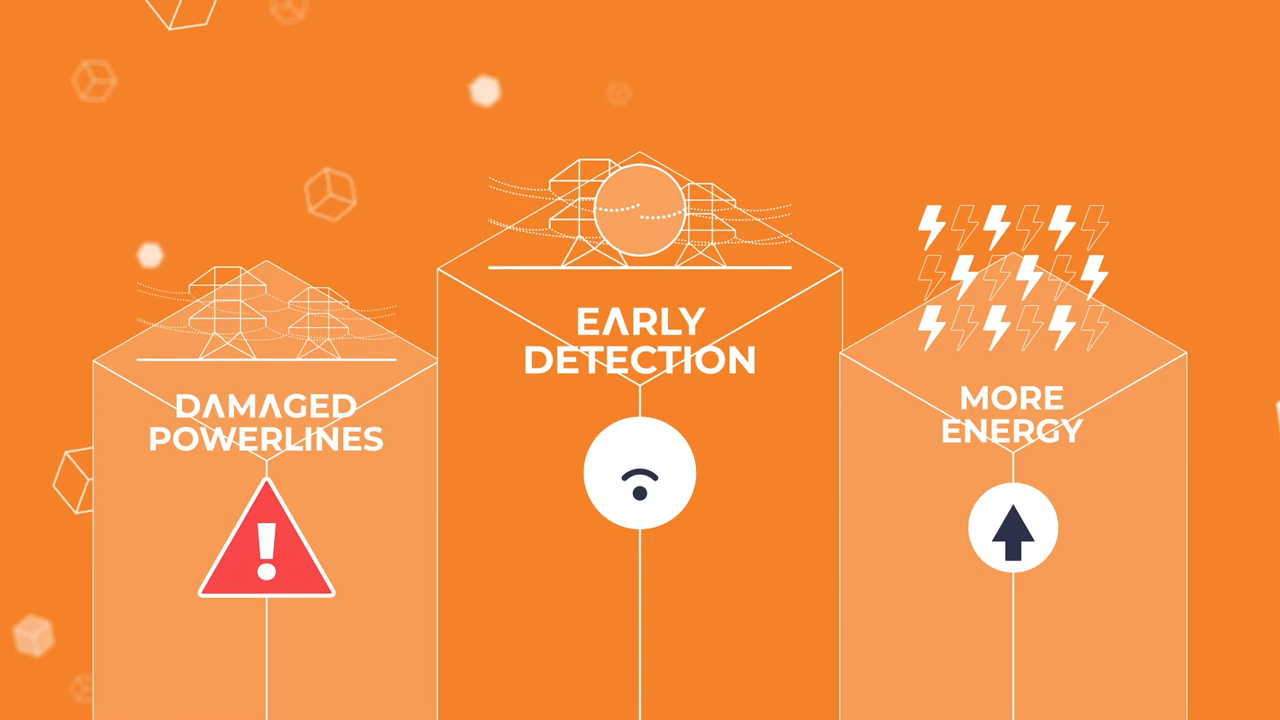 DAMAGED
POWERLINES
EARLY
DETECTION
MORE
ENERGY